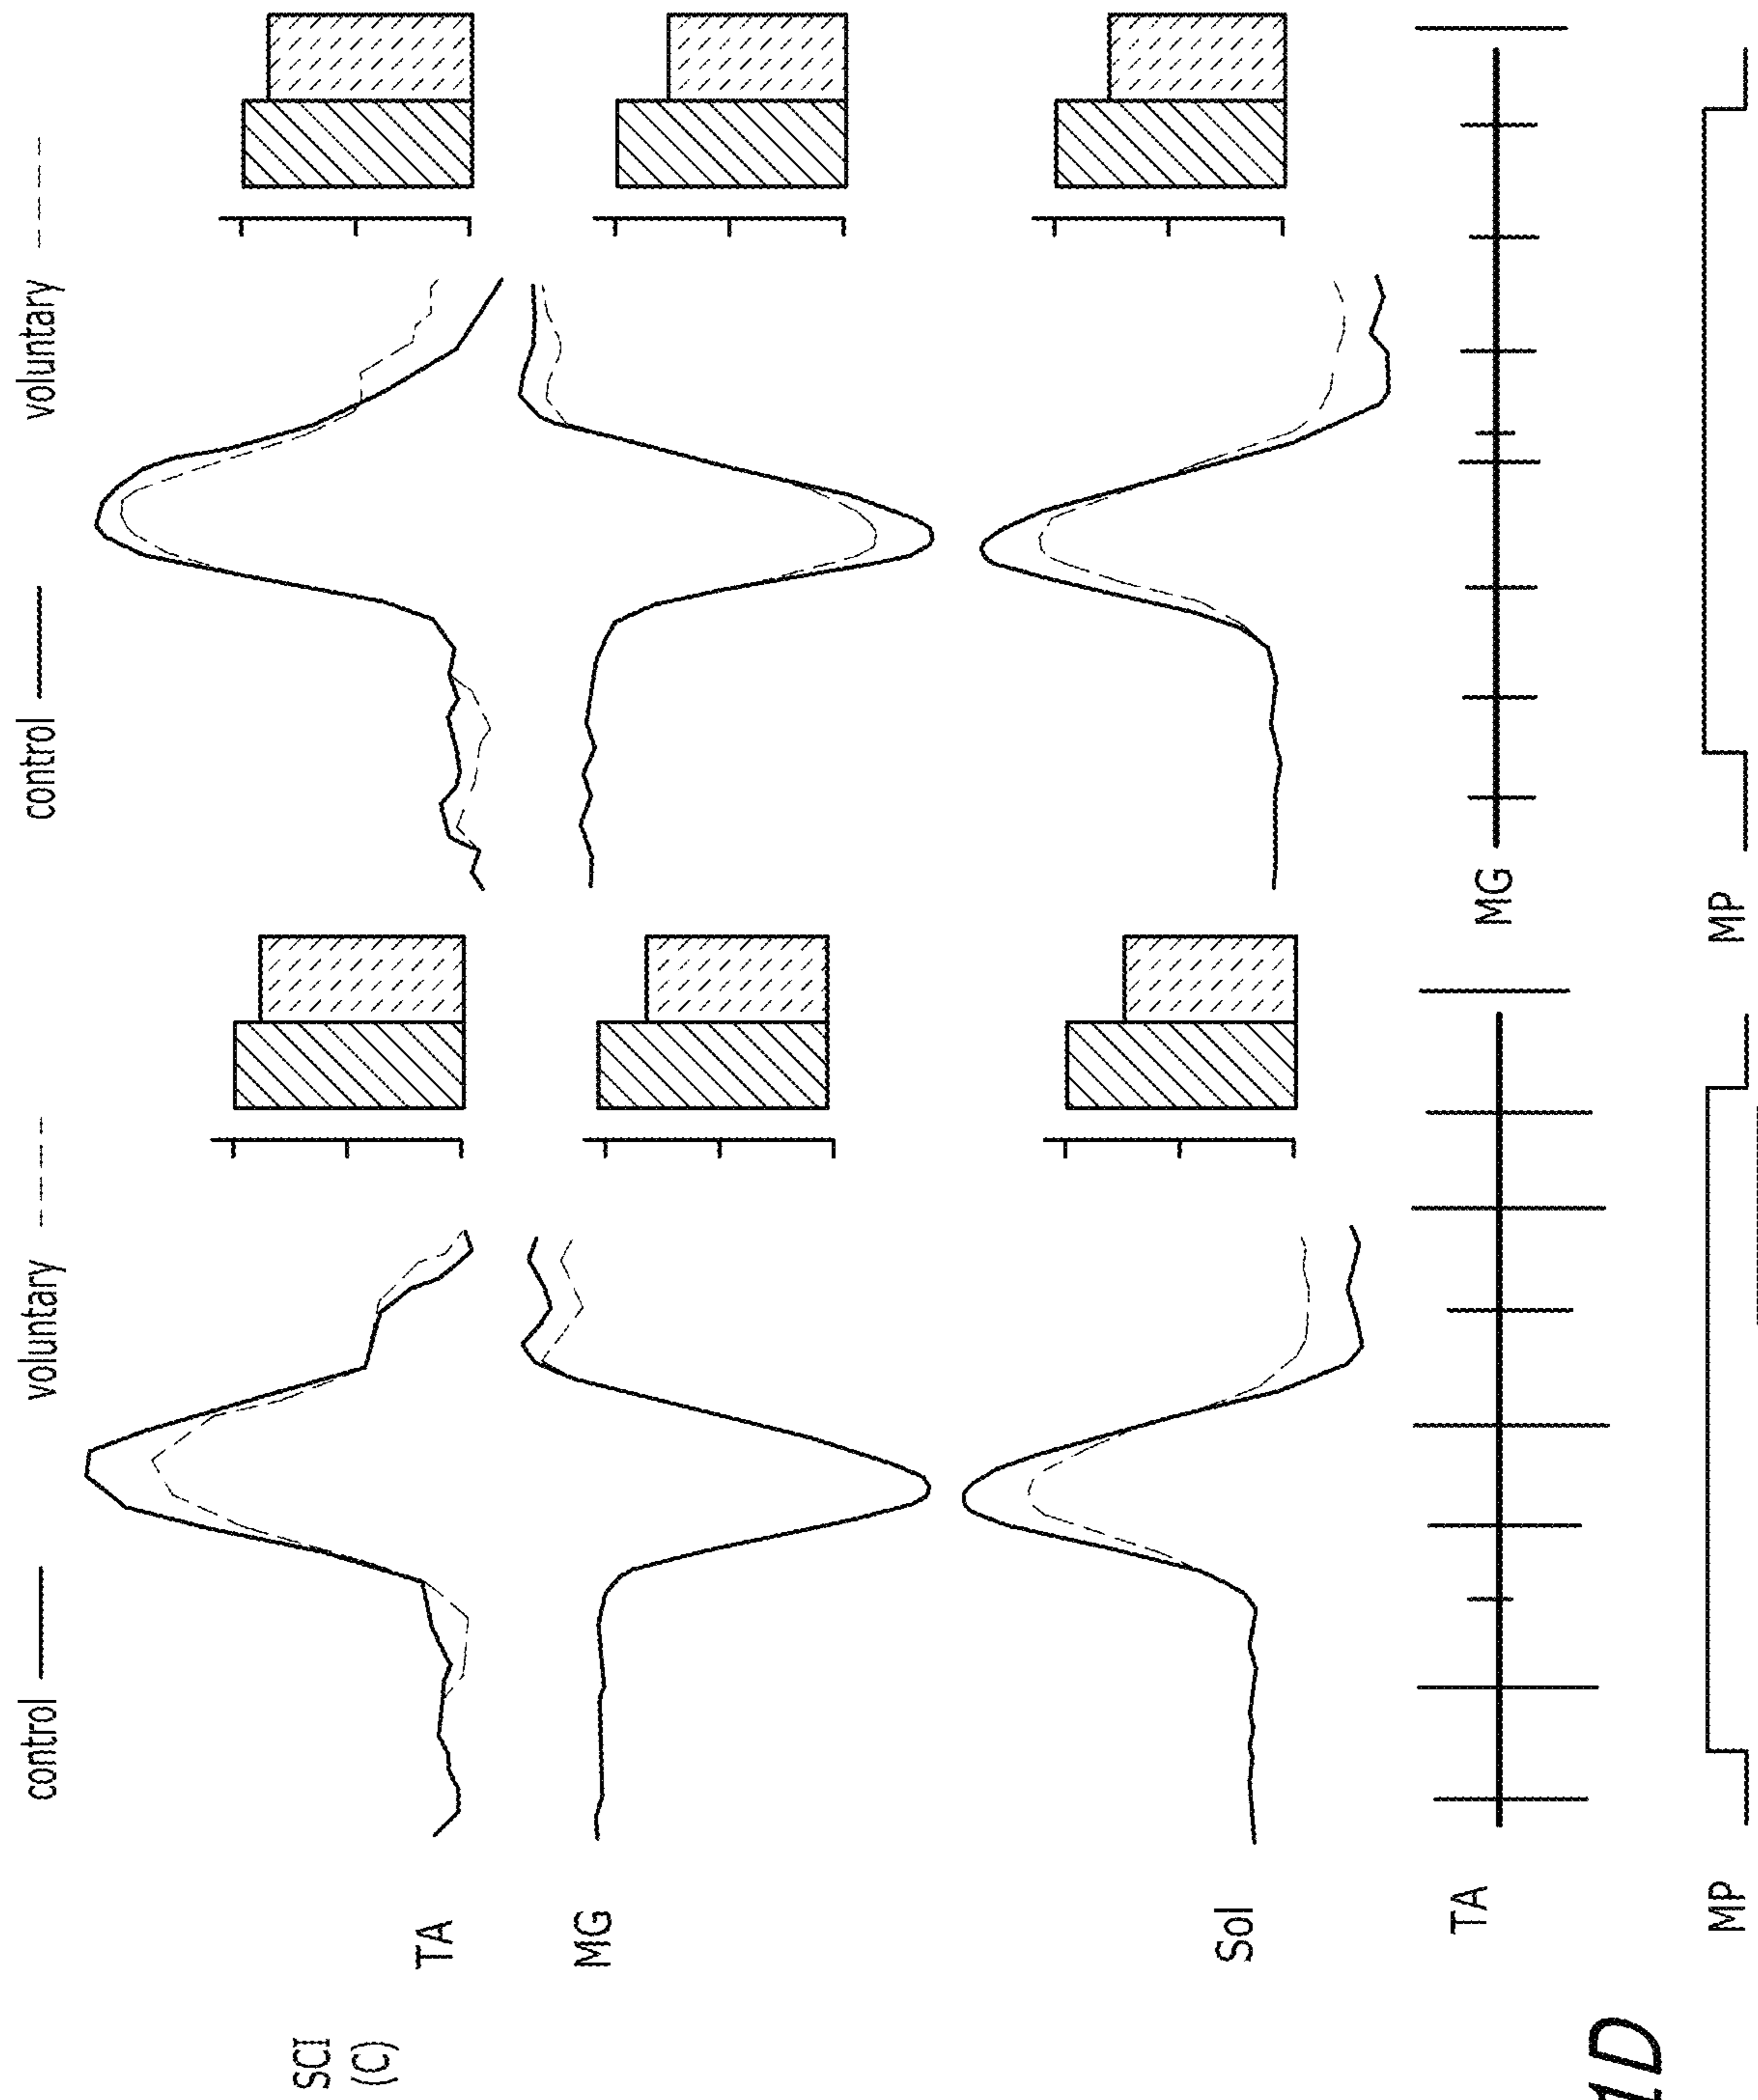 control voluntary control voluntary
SCI
(C)
TA
MG
Sol
TA MG
MP MP
1D